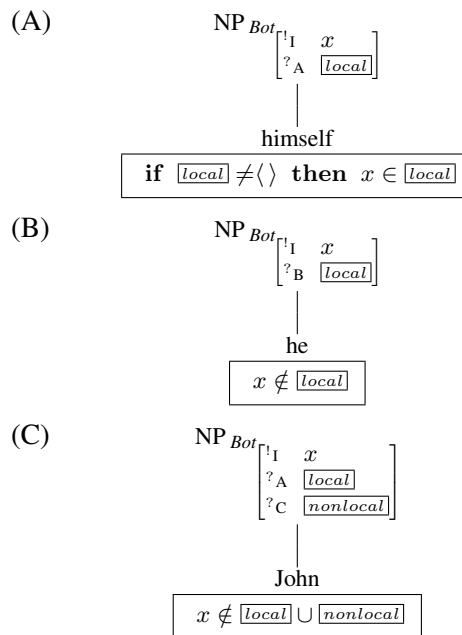 (A)
NP Bot
!I x
?A local
himself
if local ≠⟨ ⟩ then x ∈ local
(B)
NP Bot
!I x
?B local
he
x ∉ local
(C)
NP Bot
!I x
?A local
?C nonlocal
John
x ∉ local ∪ nonlocal